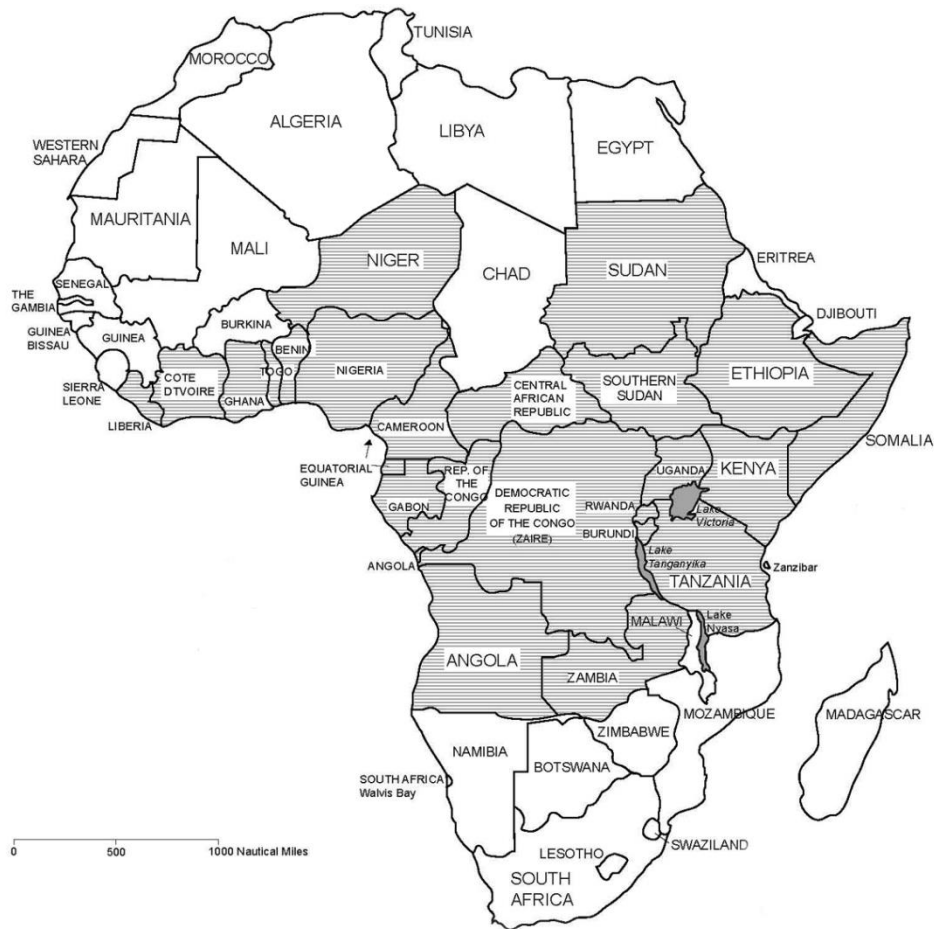 TUNISIA
MOROCCO
ALGERIA
LIBYA
EGYPT
WESTERN
SAHARA
MAURITANIA
MALI
NIGER
CHAD
SUDAN
ERITREA
SENEGAL
THE
GAMBIA
GUINEA
BISSAU
GUINEA
BURKINA
DJIBOUTI
BENIN
TOGO
NIGERIA
ETHIOPIA
SIERRA
LEONE
COTE
DTVOIRE
GHANA
LIBERIA
CENTRAL
AFRICAN
REPUBLIC
SOUTHERN
SUDAN
CAMEROON
SOMALIA
EQUATORIAL
GUINEA
REP. OF
THE
CONGO
GABON
UGANDA
KENYA
DEMOCRATIC
REPUBLIC
OF THE CONGO
(ZAIRE)
RWANDA
BURUNDI
Lake
Victoria
Lake
Tanganyika
ANGOLA
TANZANIA
Zanzibar
MALAWI
Lake
Nyasa
ANGOLA
ZAMBIA
MOZAMBIQUE
MADAGASCAR
ZIMBABWE
NAMIBIA
BOTSWANA
SOUTH AFRICA
Walvis Bay
SWAZILAND
LESOTHO
SOUTH
AFRICA
0 500 1000 Nautical Miles